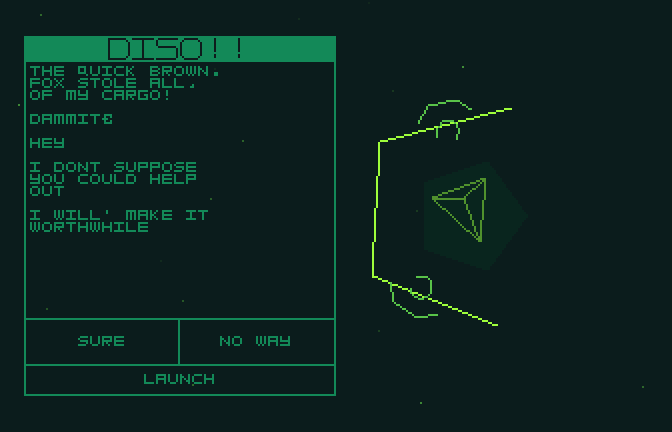 DISO!!
THE QUICK BROWN.
FOX STOLE ALL,
OF MY CARGO!
DAMMIT&
HEY
I DONT SUPPOSE
YOU COULD HELP
OUT
I WILL' MAKE IT
WORTHWHILE
SURE
NO WAY
LAUNCH